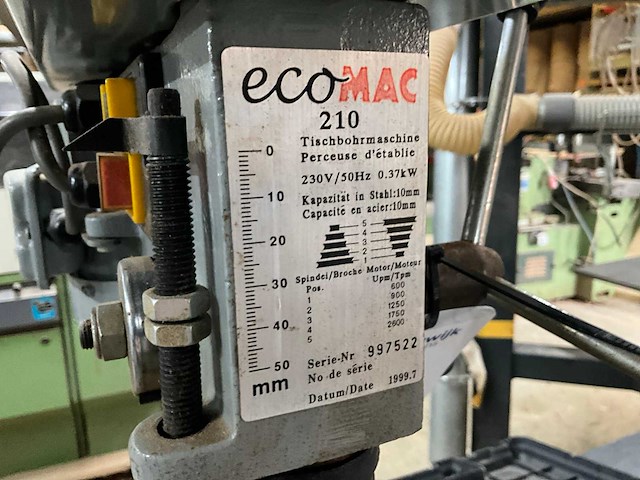 ecoMAC
210
Tischbohrmaschine
Perceuse d'établie
230V/50Hz 0.37kW
Kapazität in Stahl:10mm
Capacité en acier:10mm
5
4
3
2
1
Spindel/Broche Motor/Moteur
Pos. Upm/Tpm
1 600
2 900
3 1250
4 1750
5 2600
Serie-Nr 997522
No de série
Datum/Date 1999.7
0
10
20
30
40
50
mm